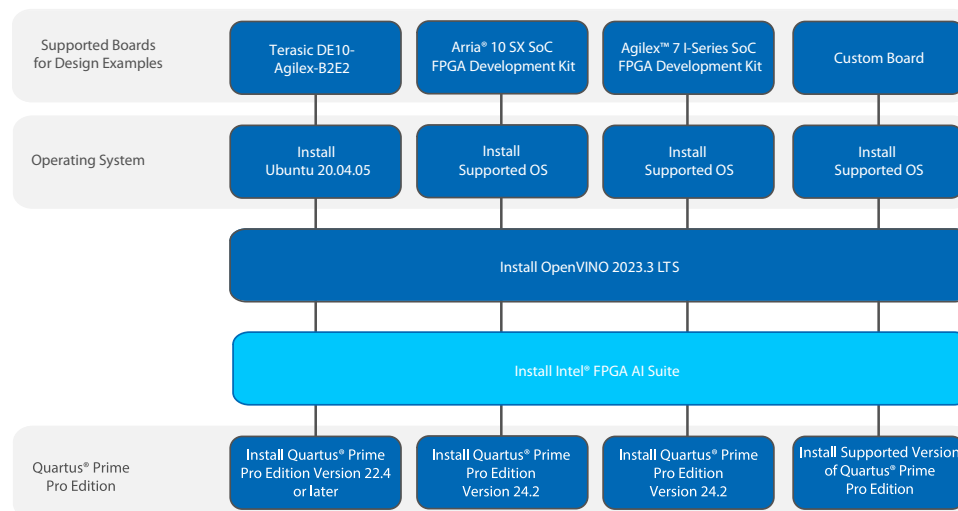 Supported Boards
for Design Examples
Terasic DE10-
Agilex-B2E2
Arria® 10 SX SoC
FPGA Development Kit
Agilex™ 7 I-Series SoC
FPGA Development Kit
Custom Board
Operating System
Install
Ubuntu 20.04.05
Install
Supported OS
Install
Supported OS
Install
Supported OS
Install OpenVINO 2023.3 LTS
Install Intel® FPGA AI Suite
Quartus® Prime
Pro Edition
Install Quartus® Prime
Pro Edition Version 22.4
or later
Install Quartus® Prime
Pro Edition
Version 24.2
Install Quartus® Prime
Pro Edition
Version 24.2
Install Supported Version
of Quartus® Prime
Pro Edition